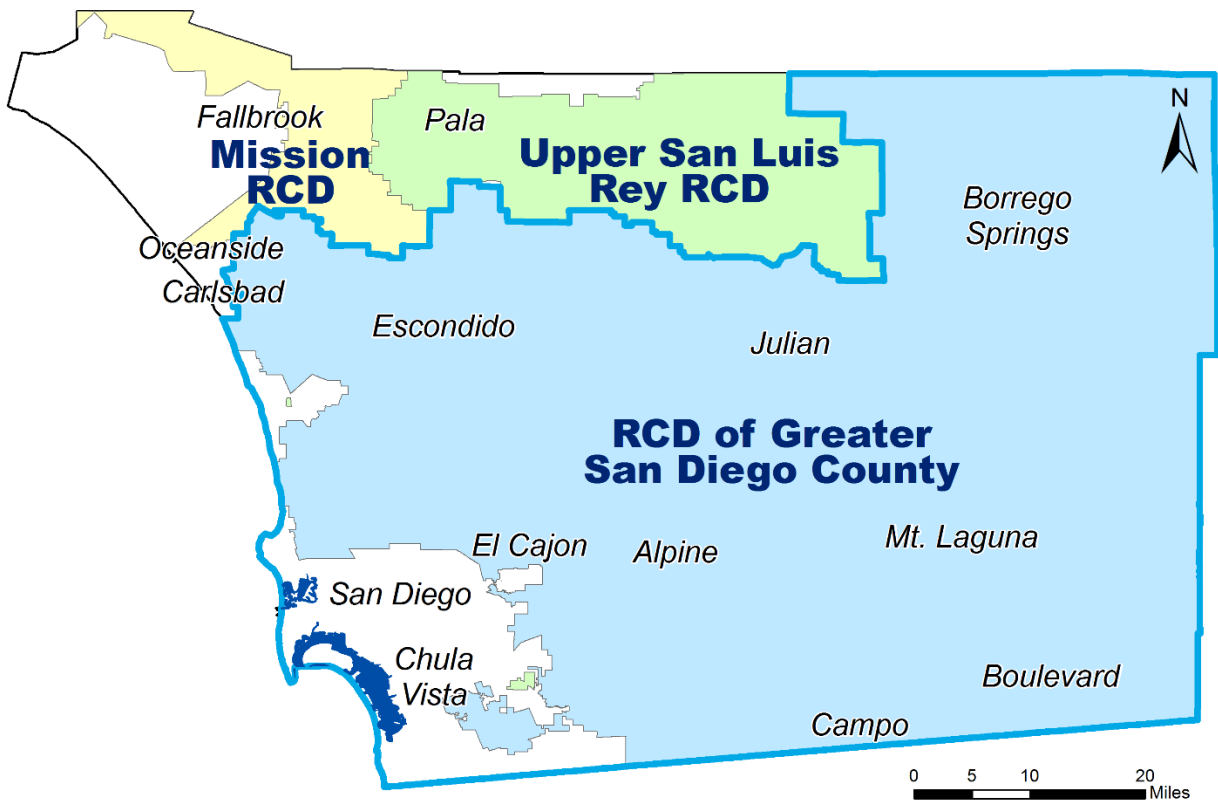 Fallbrook
Pala
N
Mission
RCD
Upper San Luis
Rey RCD
Borrego
Springs
Oceanside
Carlsbad
Escondido
Julian
RCD of Greater
San Diego County
El Cajon
Alpine
Mt. Laguna
San Diego
Chula
Vista
Boulevard
Campo
0 5 10 20
Miles